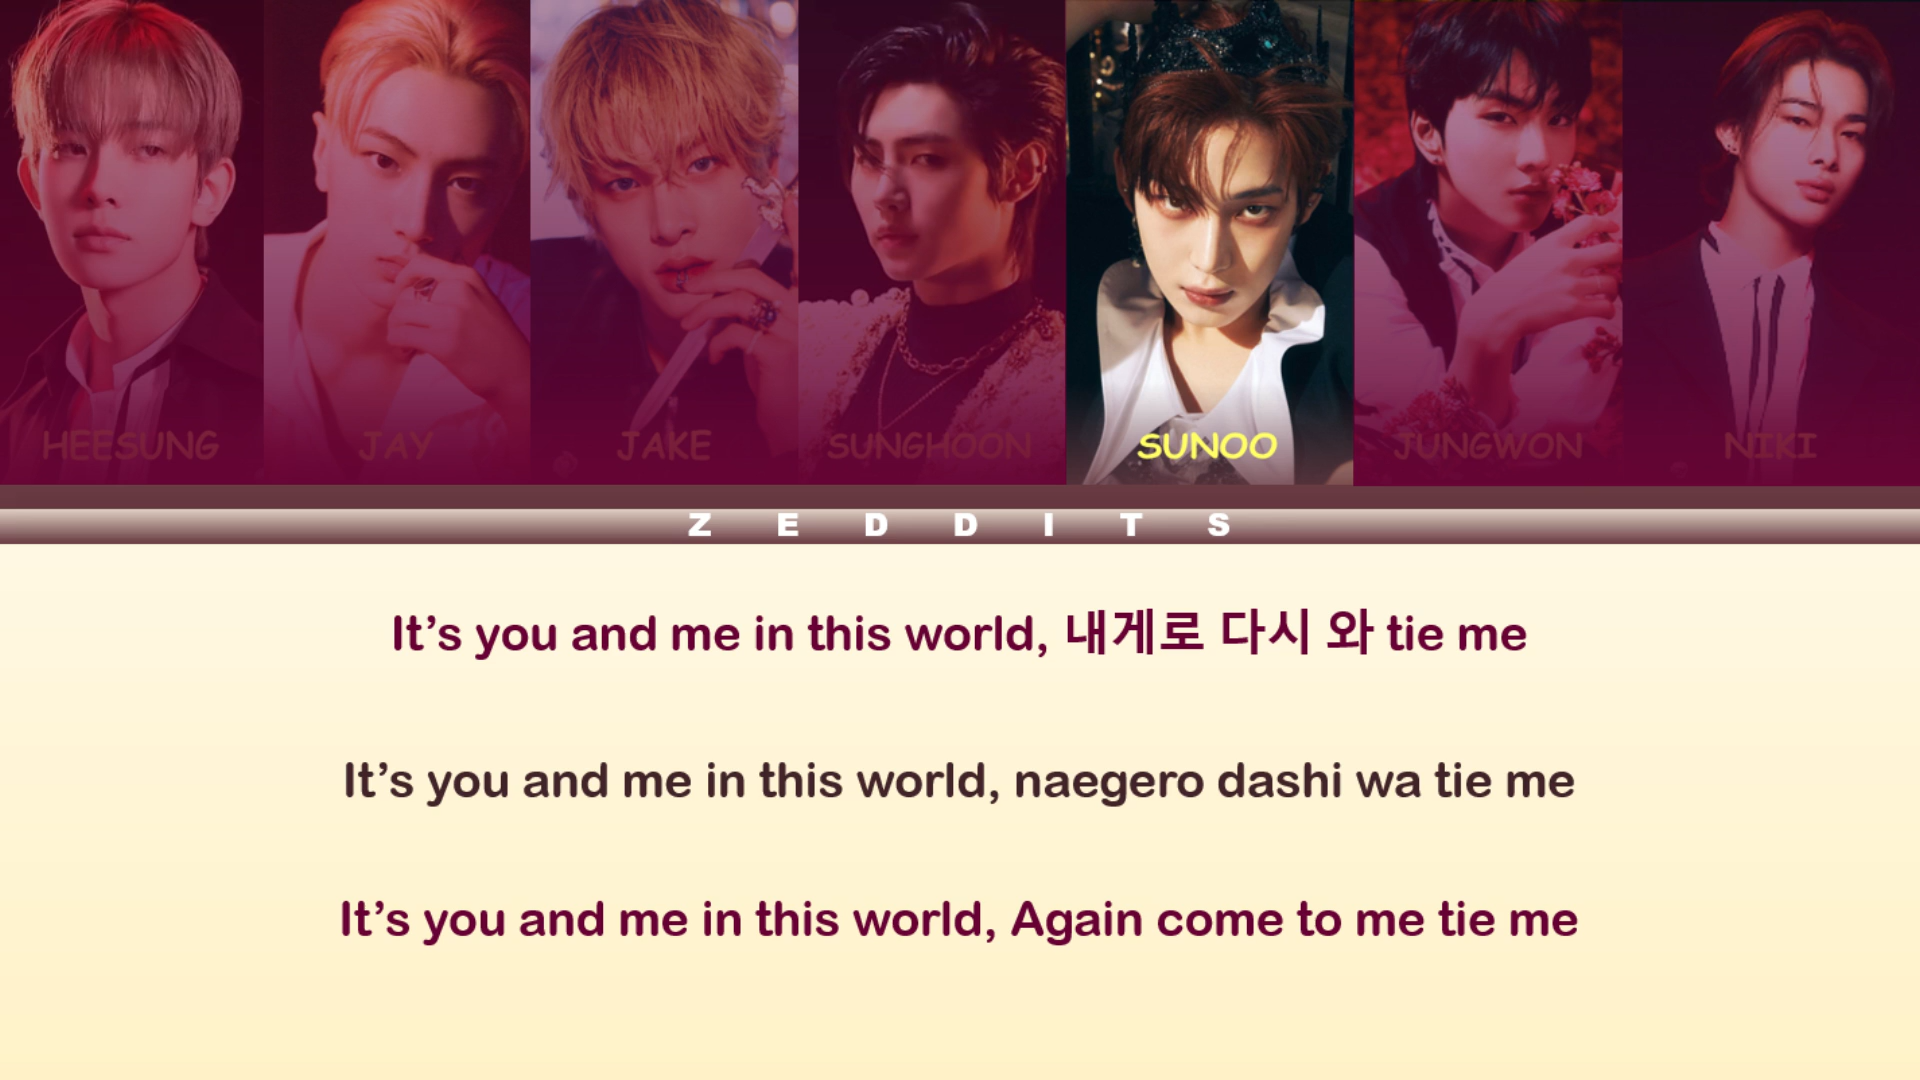 HEESUNG JAY JAKE SUNGHOON SUNOO JUNGWON NIKI
ZEDDITS
It’s you and me in this world, 내게로 다시 와 tie me
It’s you and me in this world, naegero dashi wa tie me
It’s you and me in this world, Again come to me tie me